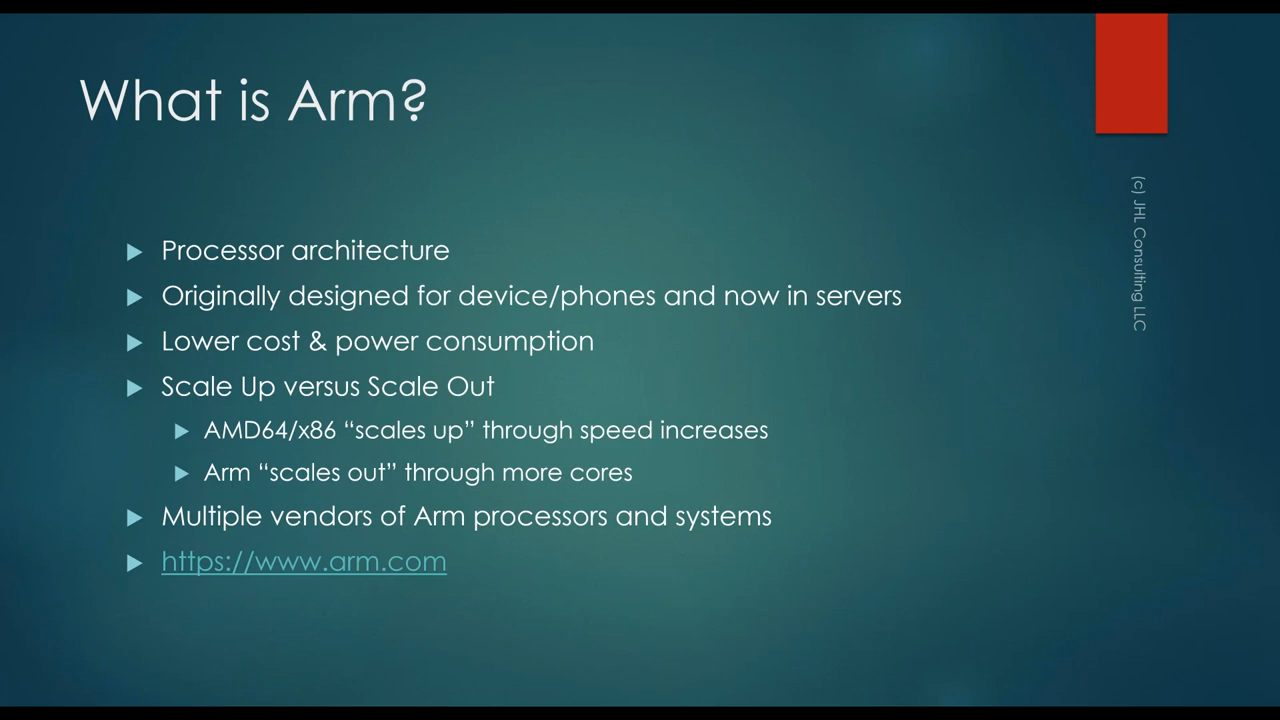 What is Arm?
Processor architecture
Originally designed for device/phones and now in servers
Lower cost & power consumption
Scale Up versus Scale Out
AMD64/x86 “scales up” through speed increases
Arm “scales out” through more cores
Multiple vendors of Arm processors and systems
https://www.arm.com
(c) JHL Consulting LLC